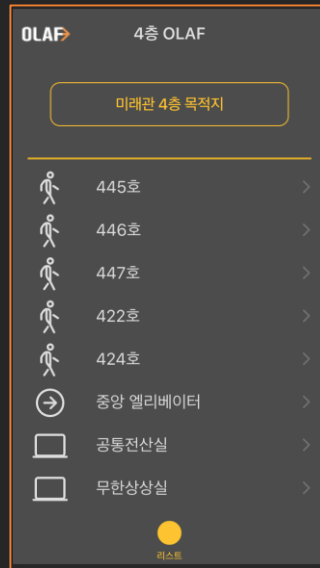 OLAF
4층 OLAF
미래관 4층 목적지
445호
446호
447호
422호
424호
중앙 엘리베이터
공통전산실
무한상상실
리스트